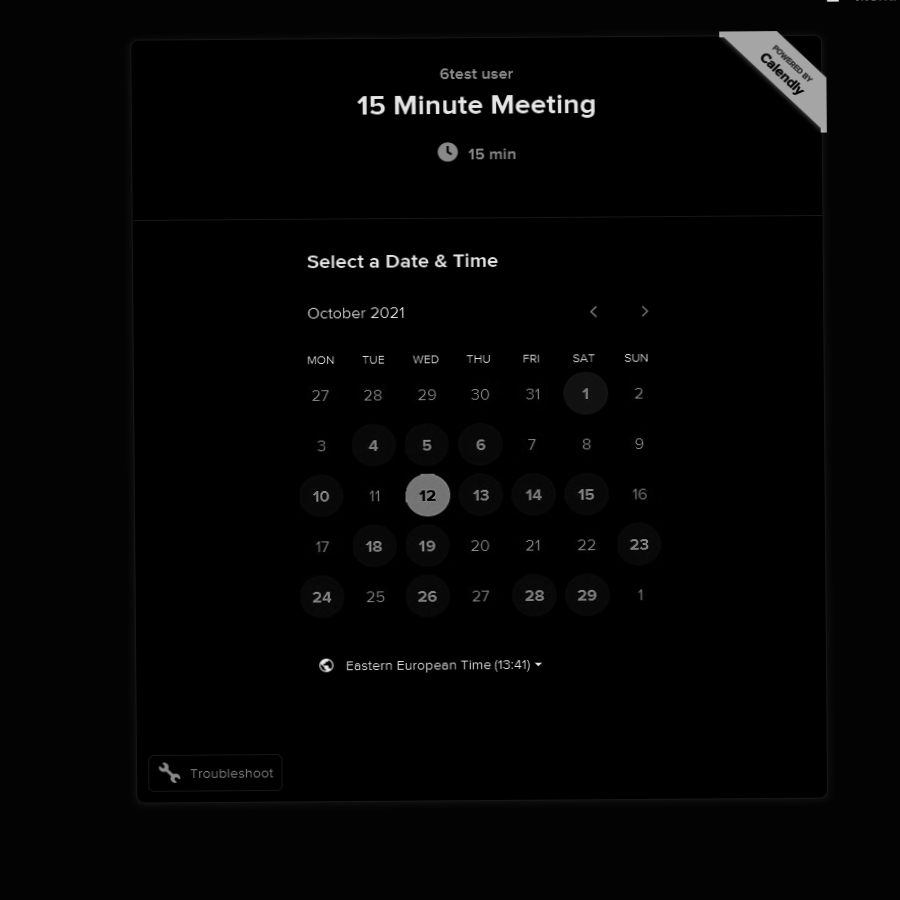 POWERED BY
Calendly
6test user
15 Minute Meeting
15 min
Select a Date & Time
October 2021
MON TUE WED THU FRI SAT SUN
27 28 29 30 31 1 2
3 4 5 6 7 8 9
10 11 12 13 14 15 16
17 18 19 20 21 22 23
24 25 26 27 28 29 1
Eastern European Time (13:41)
Troubleshoot